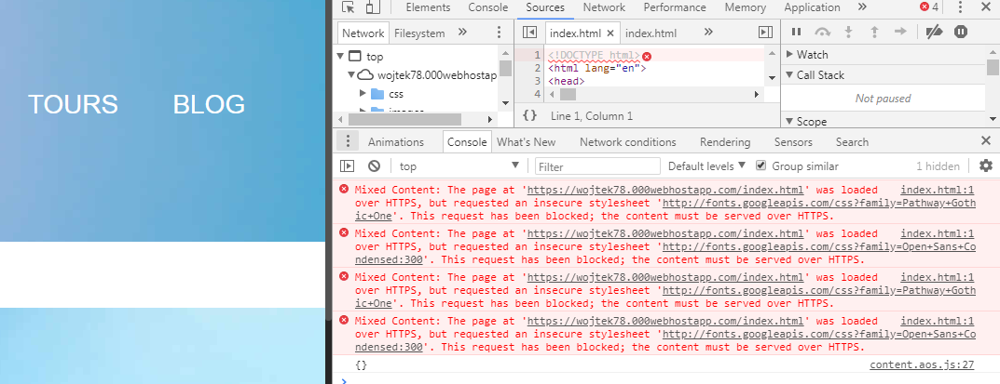 TOURS BLOG
Elements Console Sources Network Performance Memory Application » 4
Network Filesystem »
index.html × index.html »
top
wojtek78.000webhostapp
css
1 <!DOCTYPE html>
2 <html lang="en">
3 <head>
4
{} Line 1, Column 1
Watch
Call Stack
Not paused
Scope
Animations Console What's New Network conditions Rendering Sensors Search
top Filter Default levels Group similar 1 hidden
Mixed Content: The page at 'https://wojtek78.000webhostapp.com/index.html' was loaded index.html:1
over HTTPS, but requested an insecure stylesheet 'http://fonts.googleapis.com/css?family=Pathway+Goth
ic+One'. This request has been blocked; the content must be served over HTTPS.
Mixed Content: The page at 'https://wojtek78.000webhostapp.com/index.html' was loaded index.html:1
over HTTPS, but requested an insecure stylesheet 'http://fonts.googleapis.com/css?family=Open+Sans+Co
ndensed:300'. This request has been blocked; the content must be served over HTTPS.
Mixed Content: The page at 'https://wojtek78.000webhostapp.com/index.html' was loaded index.html:1
over HTTPS, but requested an insecure stylesheet 'http://fonts.googleapis.com/css?family=Pathway+Goth
ic+One'. This request has been blocked; the content must be served over HTTPS.
Mixed Content: The page at 'https://wojtek78.000webhostapp.com/index.html' was loaded index.html:1
over HTTPS, but requested an insecure stylesheet 'http://fonts.googleapis.com/css?family=Open+Sans+Co
ndensed:300'. This request has been blocked; the content must be served over HTTPS.
{} content.aos.js:27